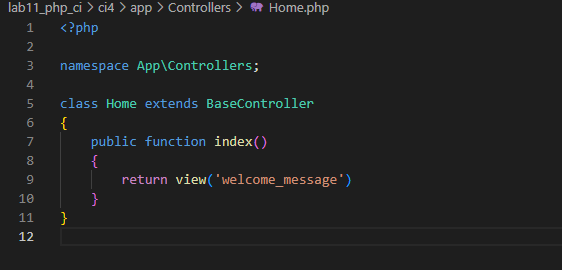 lab11_php_ci > ci4 > app > Controllers > Home.php
1 <?php
2
3 namespace App\Controllers;
4
5 class Home extends BaseController
6 {
7 public function index()
8 {
9 return view('welcome_message')
10 }
11 }
12